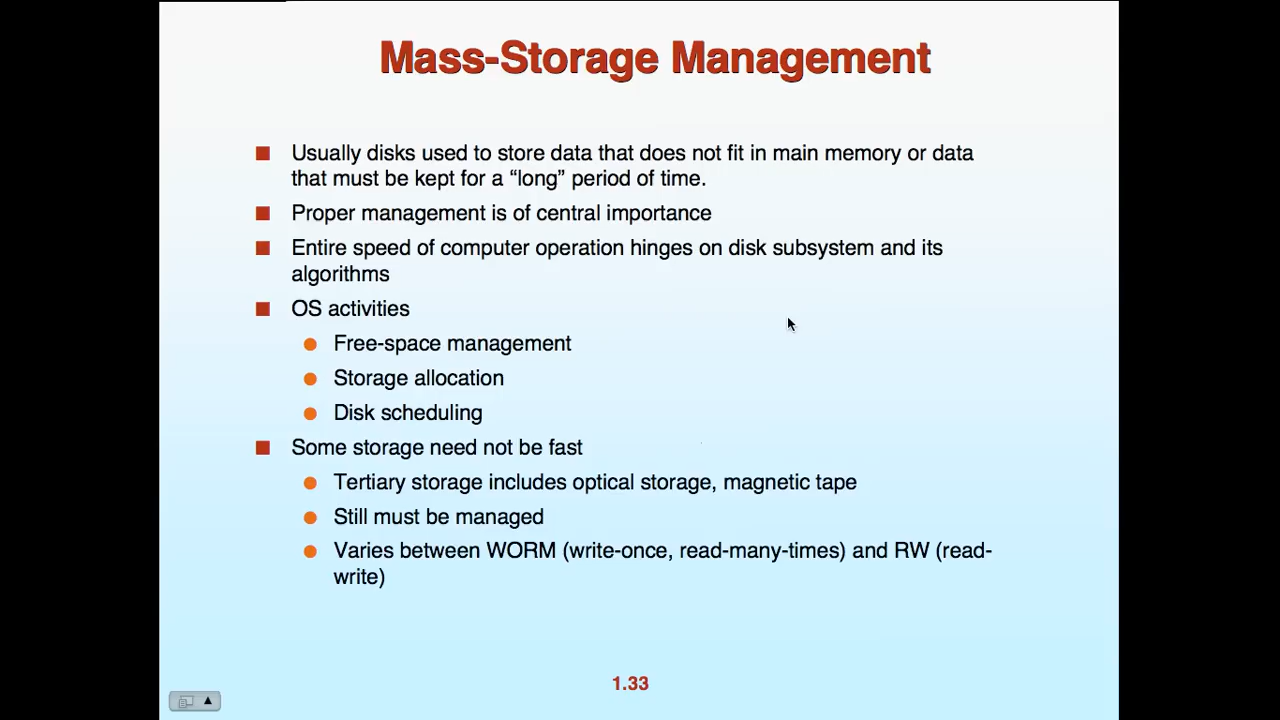 Mass-Storage Management
Usually disks used to store data that does not fit in main memory or data
that must be kept for a “long” period of time.
Proper management is of central importance
Entire speed of computer operation hinges on disk subsystem and its
algorithms
OS activities
Free-space management
Storage allocation
Disk scheduling
Some storage need not be fast
Tertiary storage includes optical storage, magnetic tape
Still must be managed
Varies between WORM (write-once, read-many-times) and RW (read-
write)
1.33